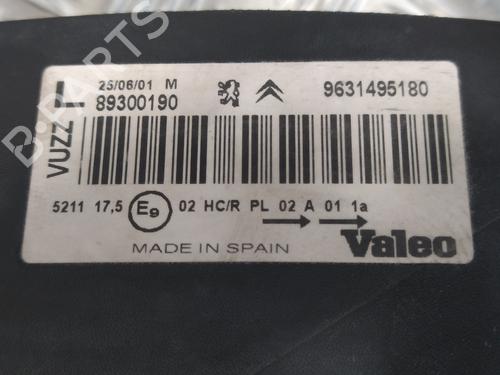 VUZZ
25/06/01 M
89300190
9631495180
5211 17,5 E9 02 HC/R PL 02 A 01 1a
MADE IN SPAIN
Valeo
B-PARTS